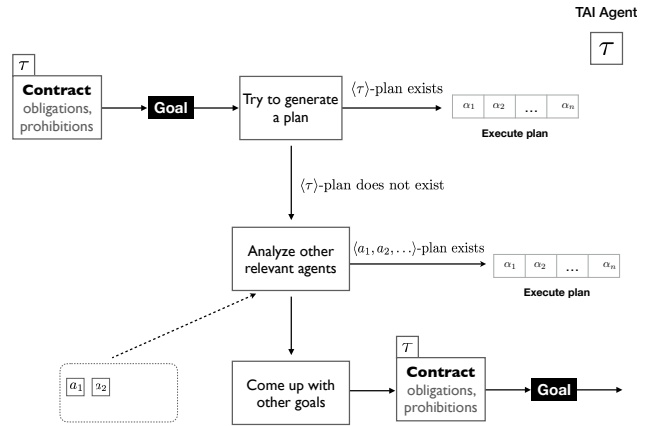 TAI Agent
τ
τ
Contract
obligations,
prohibitions
Goal
Try to generate
a plan
⟨τ⟩-plan exists
α₁ α₂ ... αₙ
Execute plan
⟨τ⟩-plan does not exist
Analyze other
relevant agents
⟨a₁, a₂, …⟩-plan exists
α₁ α₂ ... αₙ
Execute plan
a₁ a₂
Come up with
other goals
τ
Contract
obligations,
prohibitions
Goal